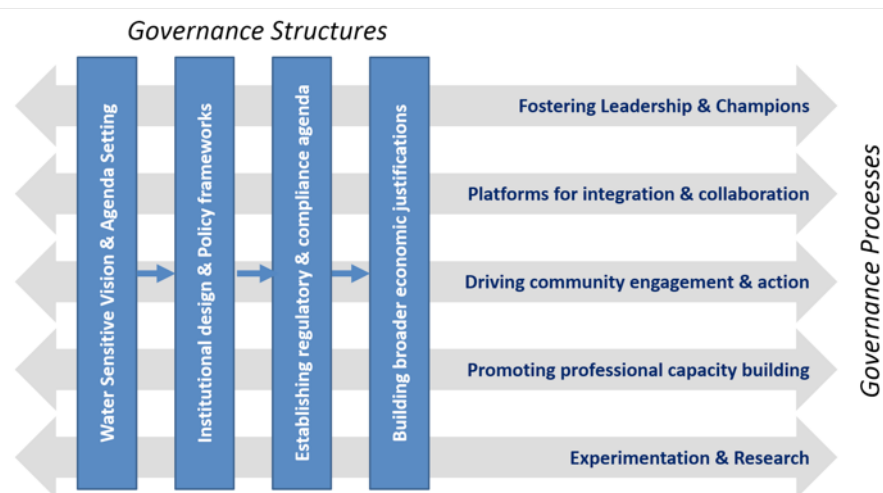 Governance Structures
Water Sensitive Vision & Agenda Setting
Institutional design & Policy frameworks
Establishing regulatory & compliance agenda
Building broader economic justifications
Fostering Leadership & Champions
Platforms for integration & collaboration
Driving community engagement & action
Promoting professional capacity building
Experimentation & Research
Governance Processes